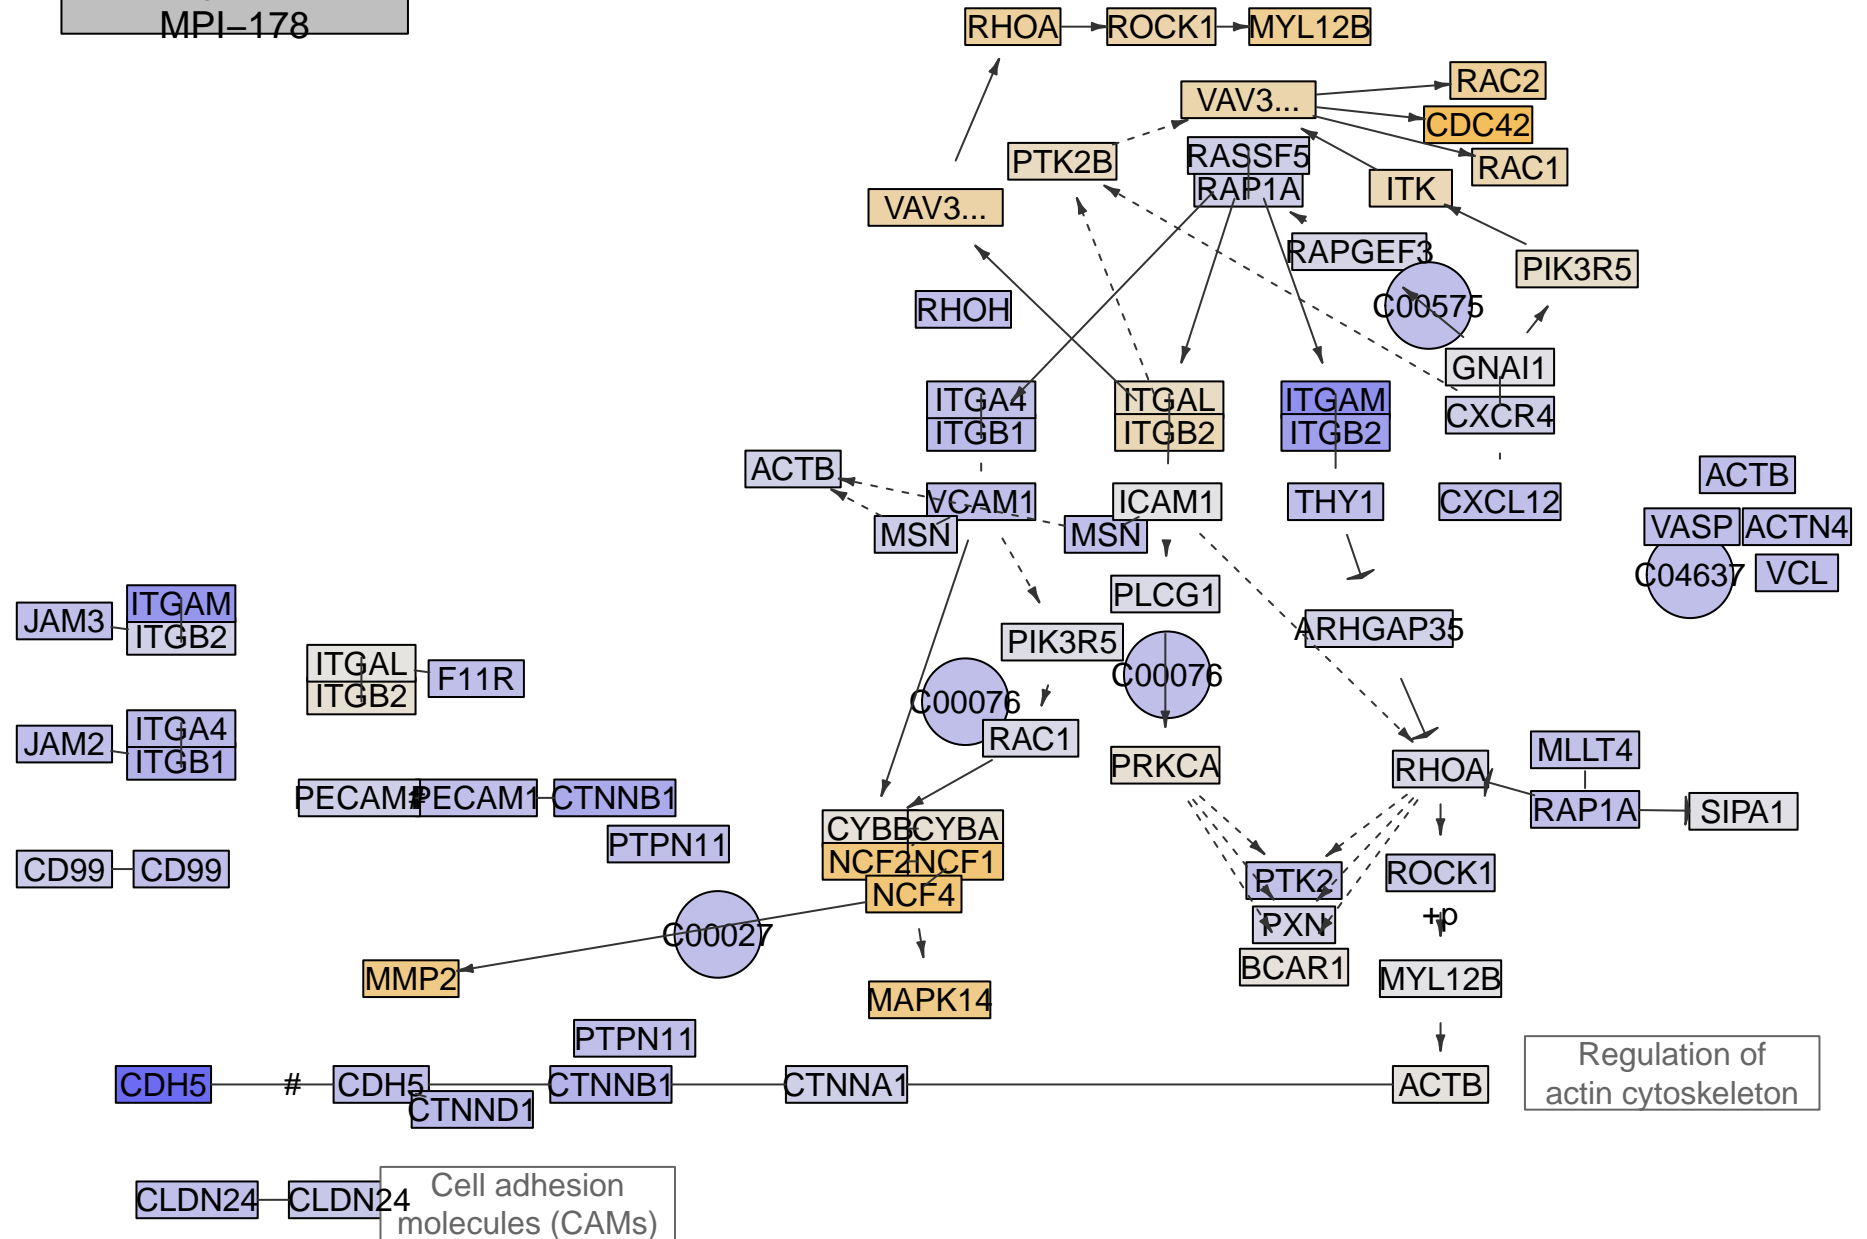 MPI–178
RHOA
ROCK1
MYL12B
RAC2
VAV3...
CDC42
RASSF5
PTK2B
RAC1
RAP1A
ITK
VAV3...
RAPGEF3
PIK3R5
C00575
RHOH
GNAI1
ITGA4
ITGAL
ITGAM
CXCR4
ITGB1
ITGB2
ITGB2
ACTB
ACTB
VCAM1
ICAM1
THY1
CXCL12
MSN
MSN
VASP
ACTN4
C04637
VCL
PLCG1
ITGAM
JAM3
ITGB2
ARHGAP35
PIK3R5
ITGAL
F11R
ITGB2
C00076
C00076
ITGA4
JAM2
ITGB1
RAC1
PRKCA
RHOA
MLLT4
PECAM1
#
PECAM1
CTNNB1
RAP1A
SIPA1
CYBB
CYBA
PTPN11
NCF2
NCF1
CD99
CD99
NCF4
PTK2
ROCK1
+p
PXN
C00027
BCAR1
MMP2
MYL12B
MAPK14
PTPN11
Regulation of
actin cytoskeleton
CDH5
#
CDH5
CTNNB1
CTNNA1
ACTB
CTNND1
CLDN24
CLDN24
Cell adhesion
molecules (CAMs)